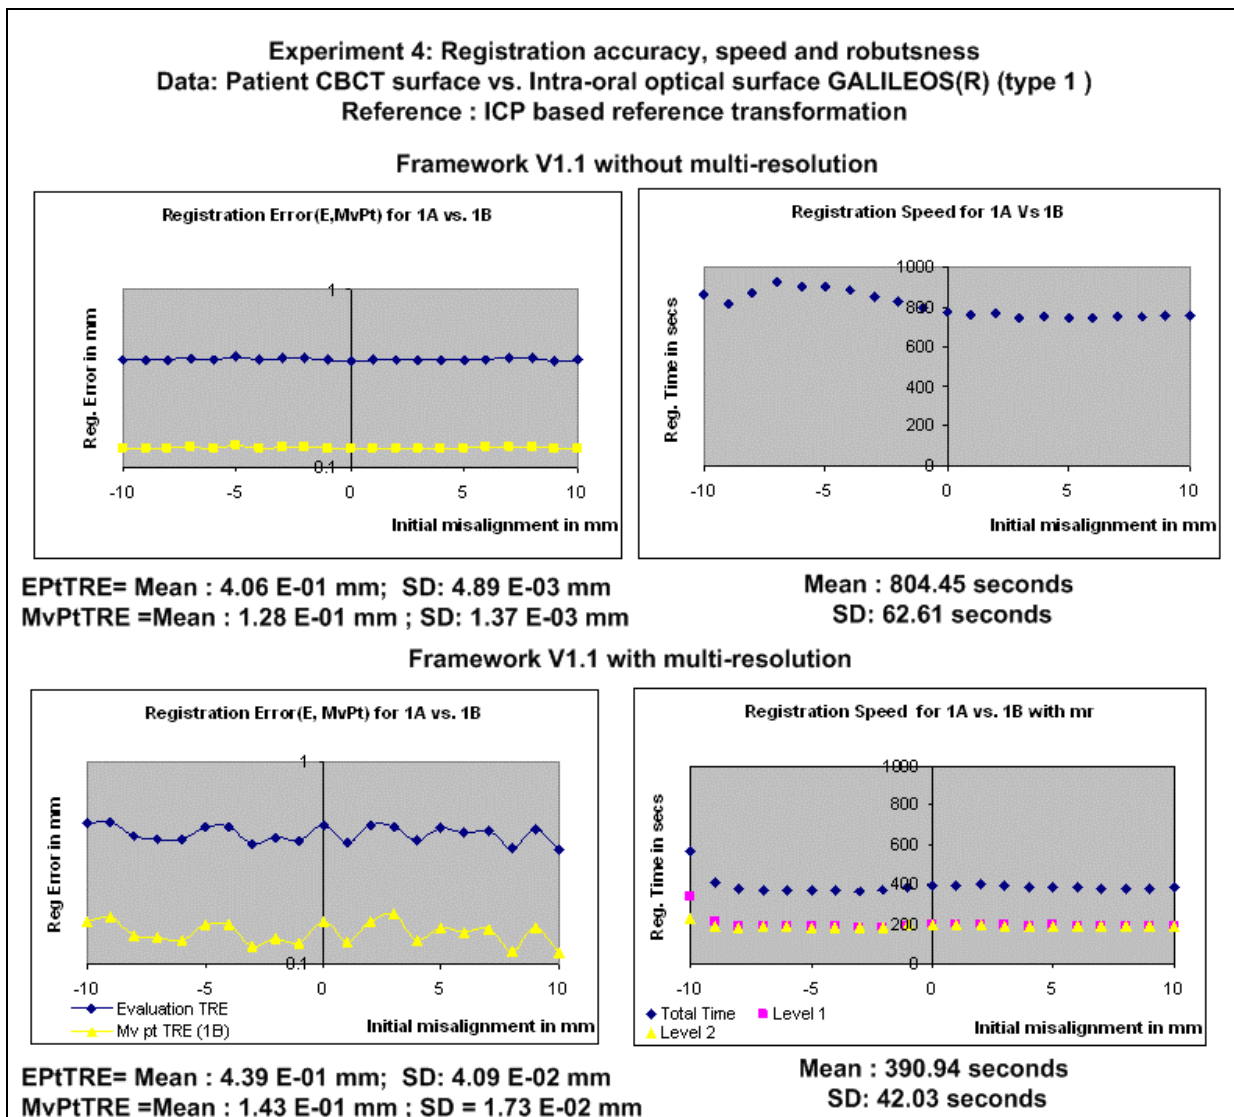 Experiment 4: Registration accuracy, speed and robutsness
Data: Patient CBCT surface vs. Intra-oral optical surface GALILEOS(R) (type 1 )
Reference : ICP based reference transformation
Framework V1.1 without multi-resolution
Registration Error(E,MvPt) for 1A vs. 1B
1
0.1
Reg. Error in mm
-10 -5 0 5 10
Initial misalignment in mm
Registration Speed for 1A Vs 1B
1000
800
600
400
200
0
Reg. Time in secs
-10 -5 0 5 10
Initial misalignment in mm
EPtTRE= Mean : 4.06 E-01 mm; SD: 4.89 E-03 mm
MvPtTRE =Mean : 1.28 E-01 mm ; SD: 1.37 E-03 mm
Mean : 804.45 seconds
SD: 62.61 seconds
Framework V1.1 with multi-resolution
Registration Error(E, MvPt) for 1A vs. 1B
1
0.1
Reg Error in mm
-10 -5 0 5 10
Evaluation TRE
Mv pt TRE (1B)
Initial misalignment in mm
Registration Speed for 1A vs. 1B with mr
1000
800
600
400
200
0
Reg. Time in secs
-10 -5 0 5 10
Total Time Level 1
Level 2
Initial misalignment in mm
EPtTRE= Mean : 4.39 E-01 mm; SD: 4.09 E-02 mm
MvPtTRE =Mean : 1.43 E-01 mm ; SD = 1.73 E-02 mm
Mean : 390.94 seconds
SD: 42.03 seconds